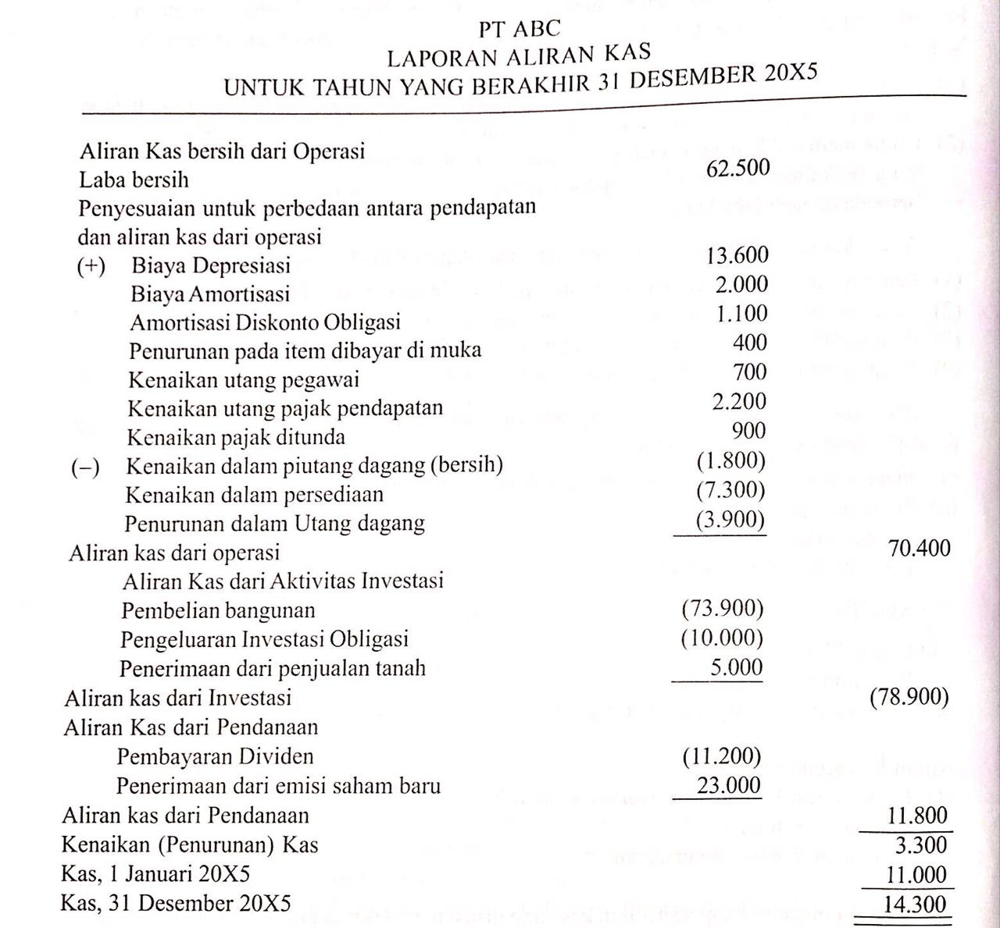 PT ABC
LAPORAN ALIRAN KAS
UNTUK TAHUN YANG BERAKHIR 31 DESEMBER 20X5
Aliran Kas bersih dari Operasi
Laba bersih 62.500
Penyesuaian untuk perbedaan antara pendapatan
dan aliran kas dari operasi
(+) Biaya Depresiasi 13.600
Biaya Amortisasi 2.000
Amortisasi Diskonto Obligasi 1.100
Penurunan pada item dibayar di muka 400
Kenaikan utang pegawai 700
Kenaikan utang pajak pendapatan 2.200
Kenaikan pajak ditunda 900
(–) Kenaikan dalam piutang dagang (bersih) (1.800)
Kenaikan dalam persediaan (7.300)
Penurunan dalam Utang dagang (3.900)
Aliran kas dari operasi 70.400
Aliran Kas dari Aktivitas Investasi
Pembelian bangunan (73.900)
Pengeluaran Investasi Obligasi (10.000)
Penerimaan dari penjualan tanah 5.000
Aliran kas dari Investasi (78.900)
Aliran Kas dari Pendanaan
Pembayaran Dividen (11.200)
Penerimaan dari emisi saham baru 23.000
Aliran kas dari Pendanaan 11.800
Kenaikan (Penurunan) Kas 3.300
Kas, 1 Januari 20X5 11.000
Kas, 31 Desember 20X5 14.300